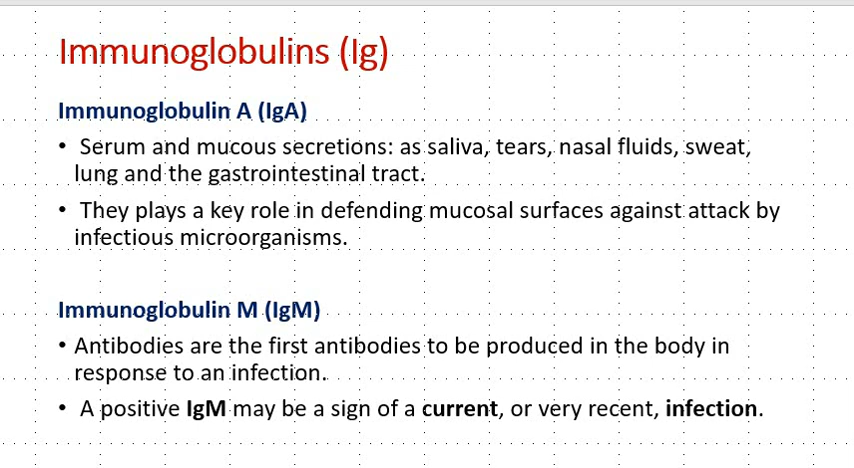 Immunoglobulins (Ig)
Immunoglobulin A (IgA)
• Serum and mucous secretions: as saliva, tears, nasal fluids, sweat,
lung and the gastrointestinal tract.
• They plays a key role in defending mucosal surfaces against attack by
infectious microorganisms.
Immunoglobulin M (IgM)
• Antibodies are the first antibodies to be produced in the body in
response to an infection.
• A positive IgM may be a sign of a current, or very recent, infection.